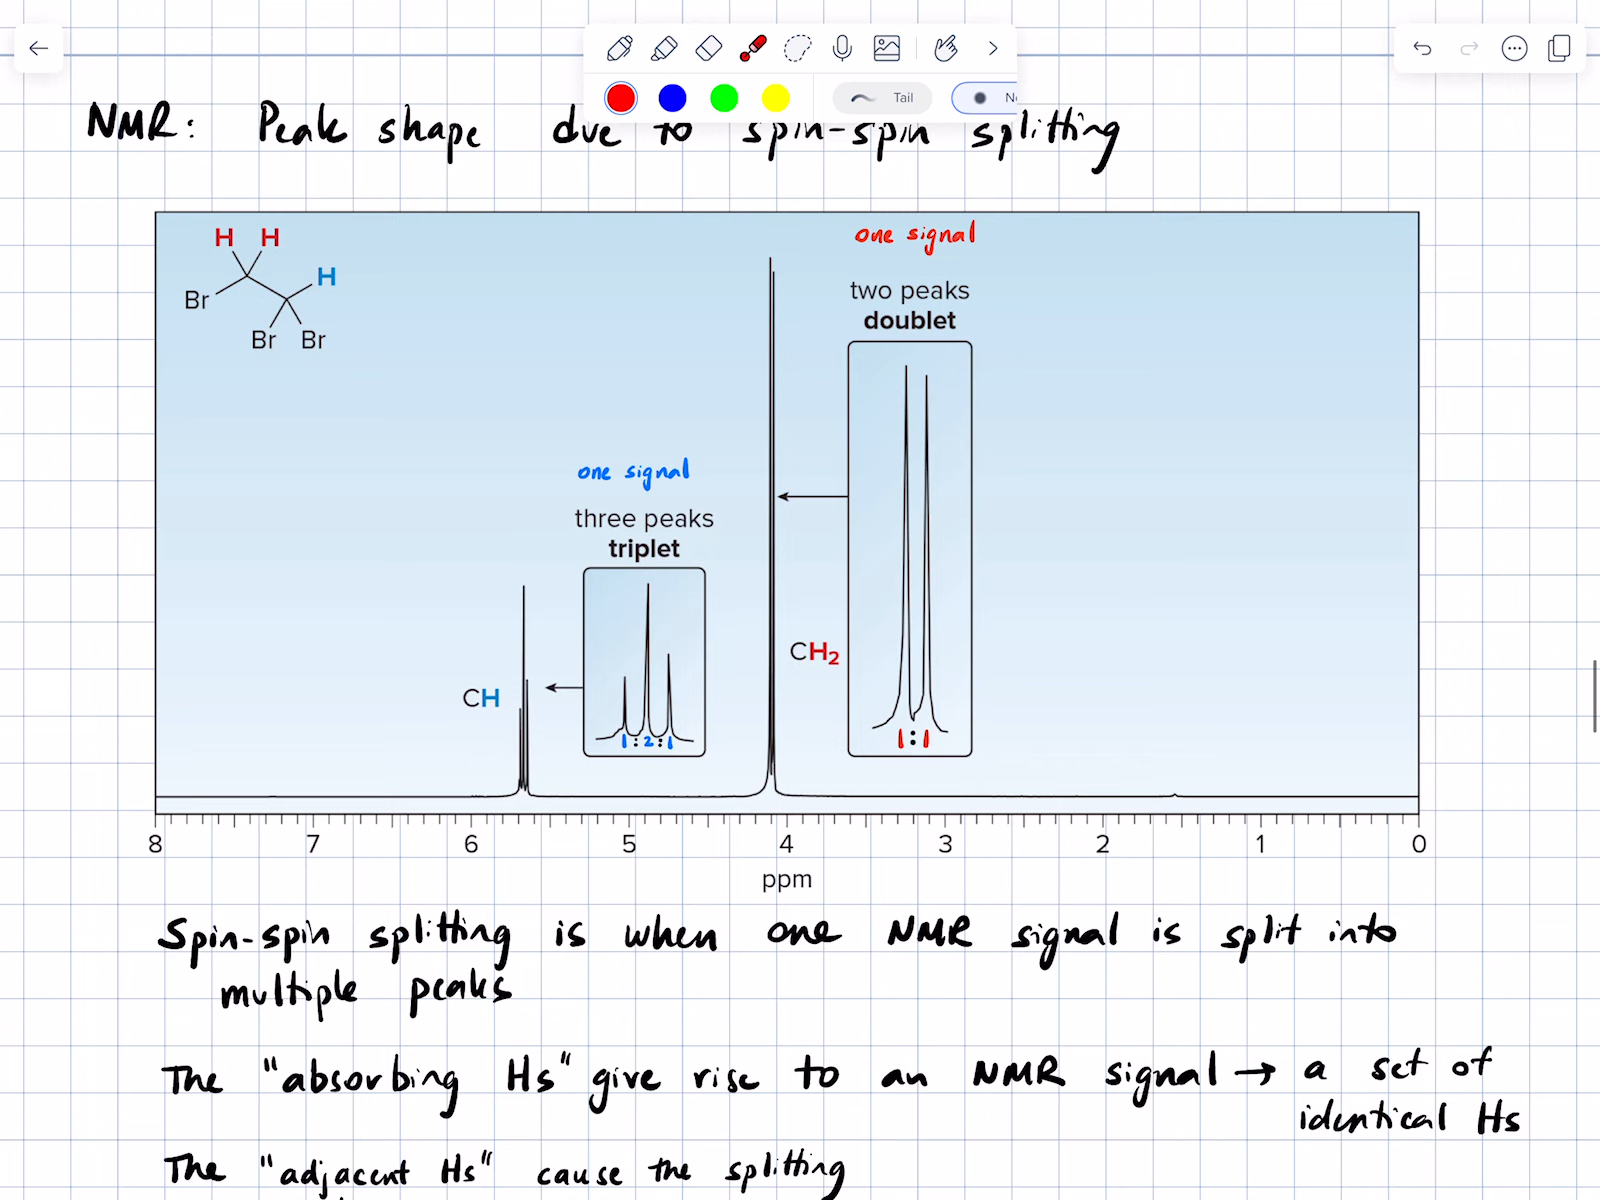 Tail
NMR: Peak shape due to spin-spin splitting
H H
H
Br
Br Br
one signal
two peaks
doublet
one signal
three peaks
triplet
CH2
CH
1:2:1
1:1
8 7 6 5 4 3 2 1 0
ppm
Spin-spin splitting is when one NMR signal is split into
multiple peaks
The "absorbing Hs" give rise to an NMR signal → a set of
identical Hs
The "adjacent Hs" cause the splitting